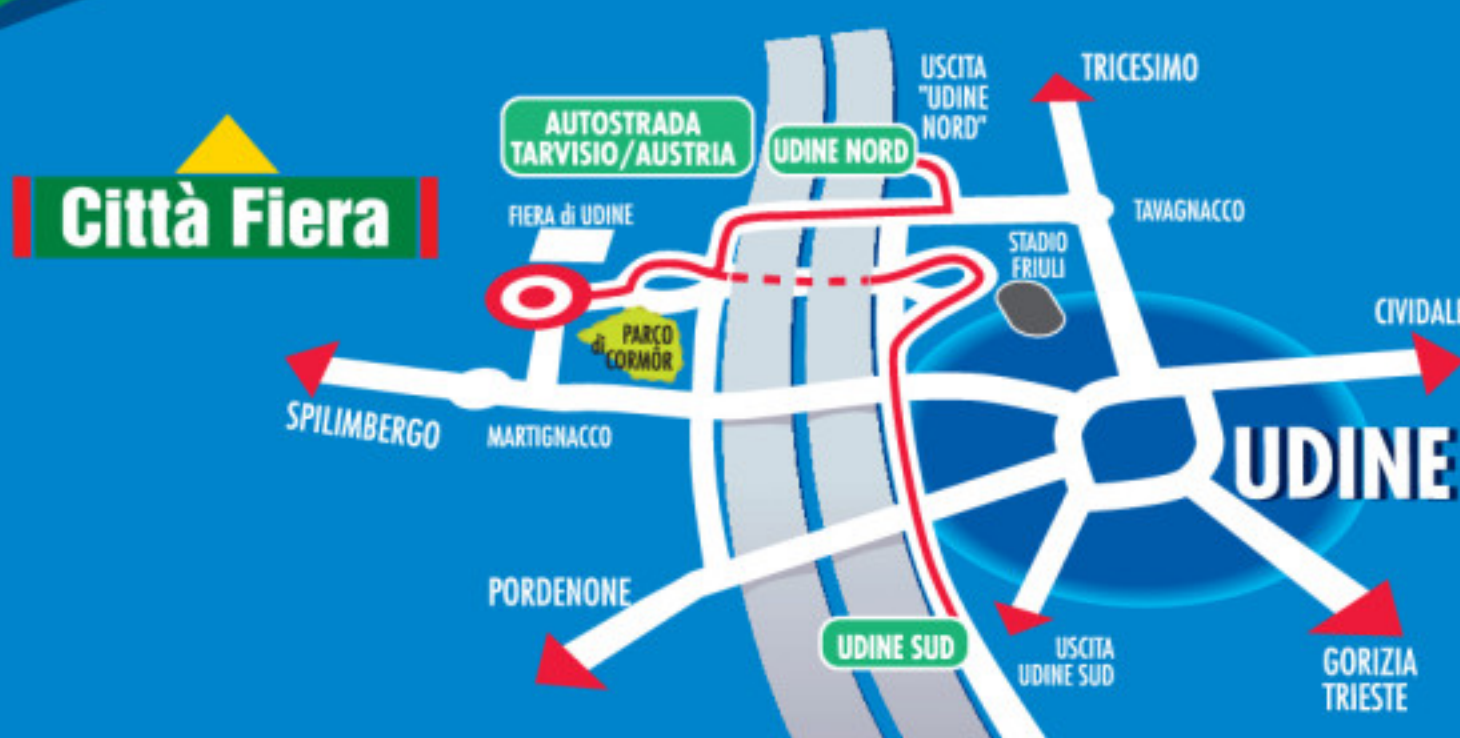 USCITA
"UDINE
NORD"
TRICESIMO
AUTOSTRADA
TARVISIO/AUSTRIA
UDINE NORD
Città Fiera
FIERA di UDINE
TAVAGNACCO
STADIO
FRIULI
CIVIDALE
PARCO
di
CORMÔR
SPILIMBERGO
MARTIGNACCO
UDINE
PORDENONE
UDINE SUD
USCITA
UDINE SUD
GORIZIA
TRIESTE